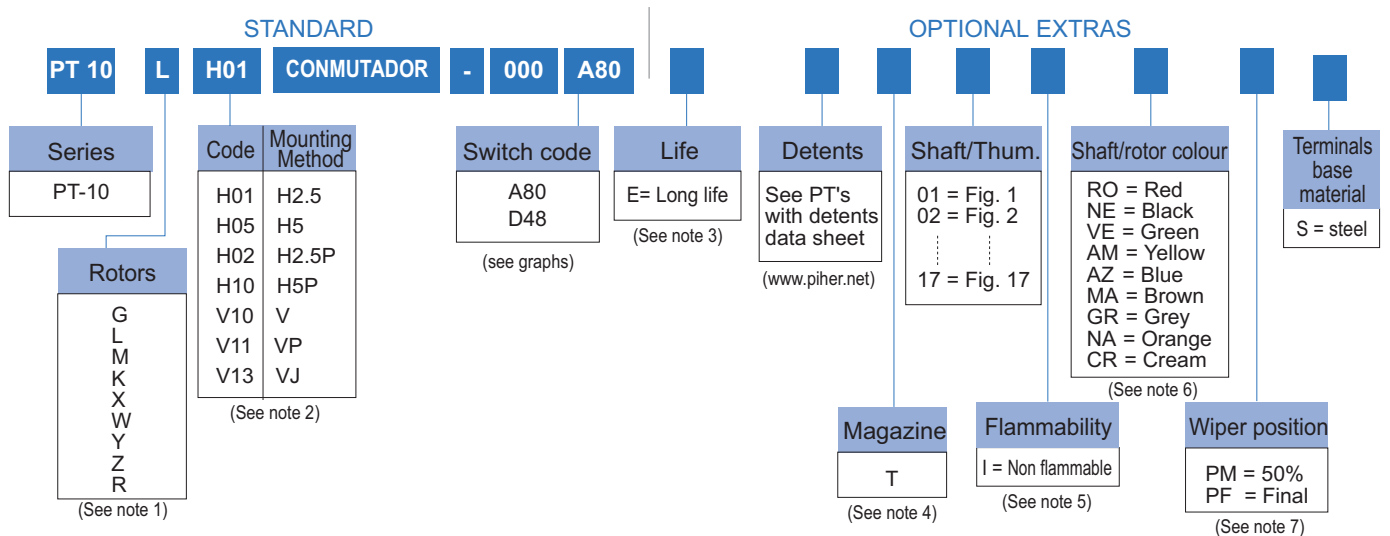 STANDARD
OPTIONAL EXTRAS
PT 10 L H01 CONMUTADOR - 000 A80
Series
PT-10
Rotors
G
L
M
K
X
W
Y
Z
R
(See note 1)
Code Mounting Method
H01 H2.5
H05 H5
H02 H2.5P
H10 H5P
V10 V
V11 VP
V13 VJ
(See note 2)
Switch code
A80
D48
(see graphs)
Life
E= Long life
(See note 3)
Detents
See PT's
with detents
data sheet
(www.piher.net)
Magazine
T
(See note 4)
Shaft/Thum.
01 = Fig. 1
02 = Fig. 2
17 = Fig. 17
Flammability
I = Non flammable
(See note 5)
Shaft/rotor colour
RO = Red
NE = Black
VE = Green
AM = Yellow
AZ = Blue
MA = Brown
GR = Grey
NA = Orange
CR = Cream
(See note 6)
Wiper position
PM = 50%
PF = Final
(See note 7)
Terminals
base
material
S = steel